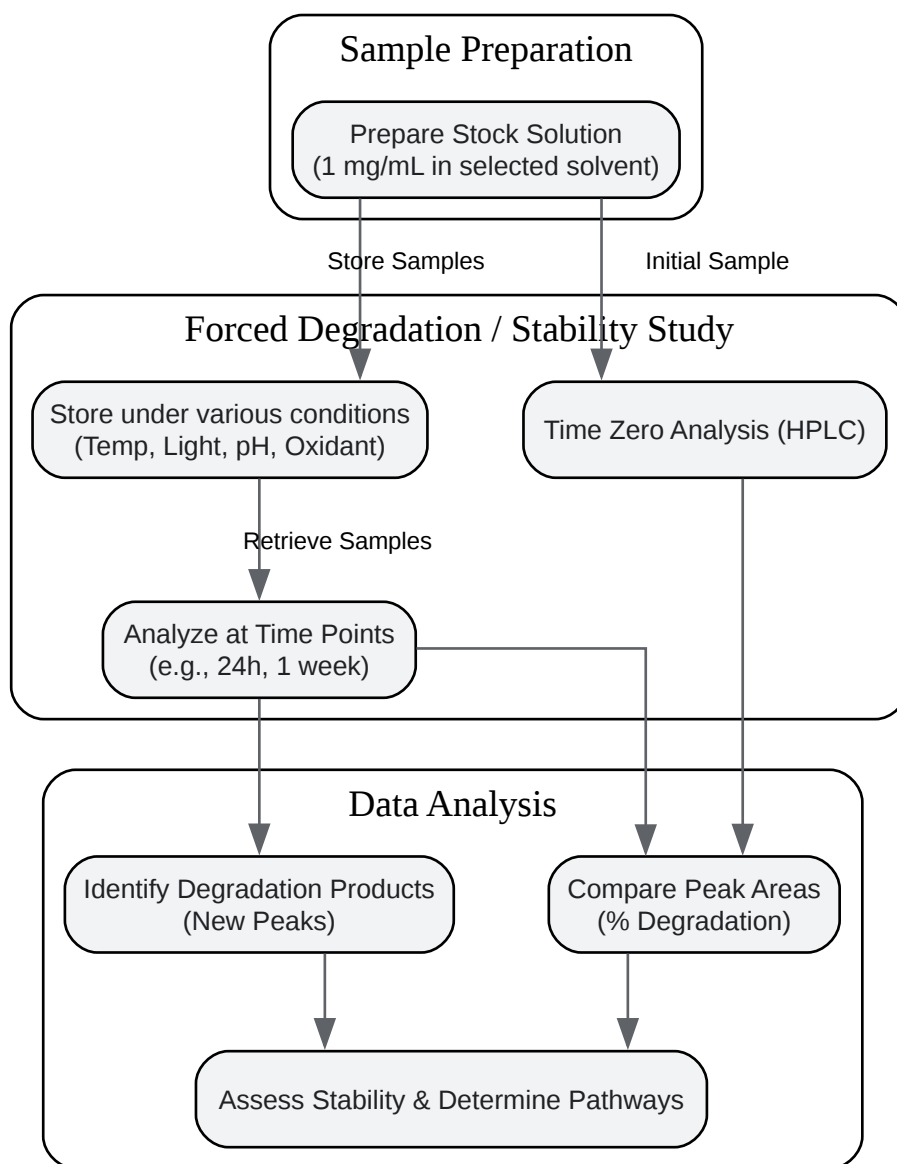 Sample Preparation
Prepare Stock Solution
(1 mg/mL in selected solvent)
Store Samples
Initial Sample
Forced Degradation / Stability Study
Store under various conditions
(Temp, Light, pH, Oxidant)
Time Zero Analysis (HPLC)
Retrieve Samples
Analyze at Time Points
(e.g., 24h, 1 week)
Data Analysis
Identify Degradation Products
(New Peaks)
Compare Peak Areas
(% Degradation)
Assess Stability & Determine Pathways